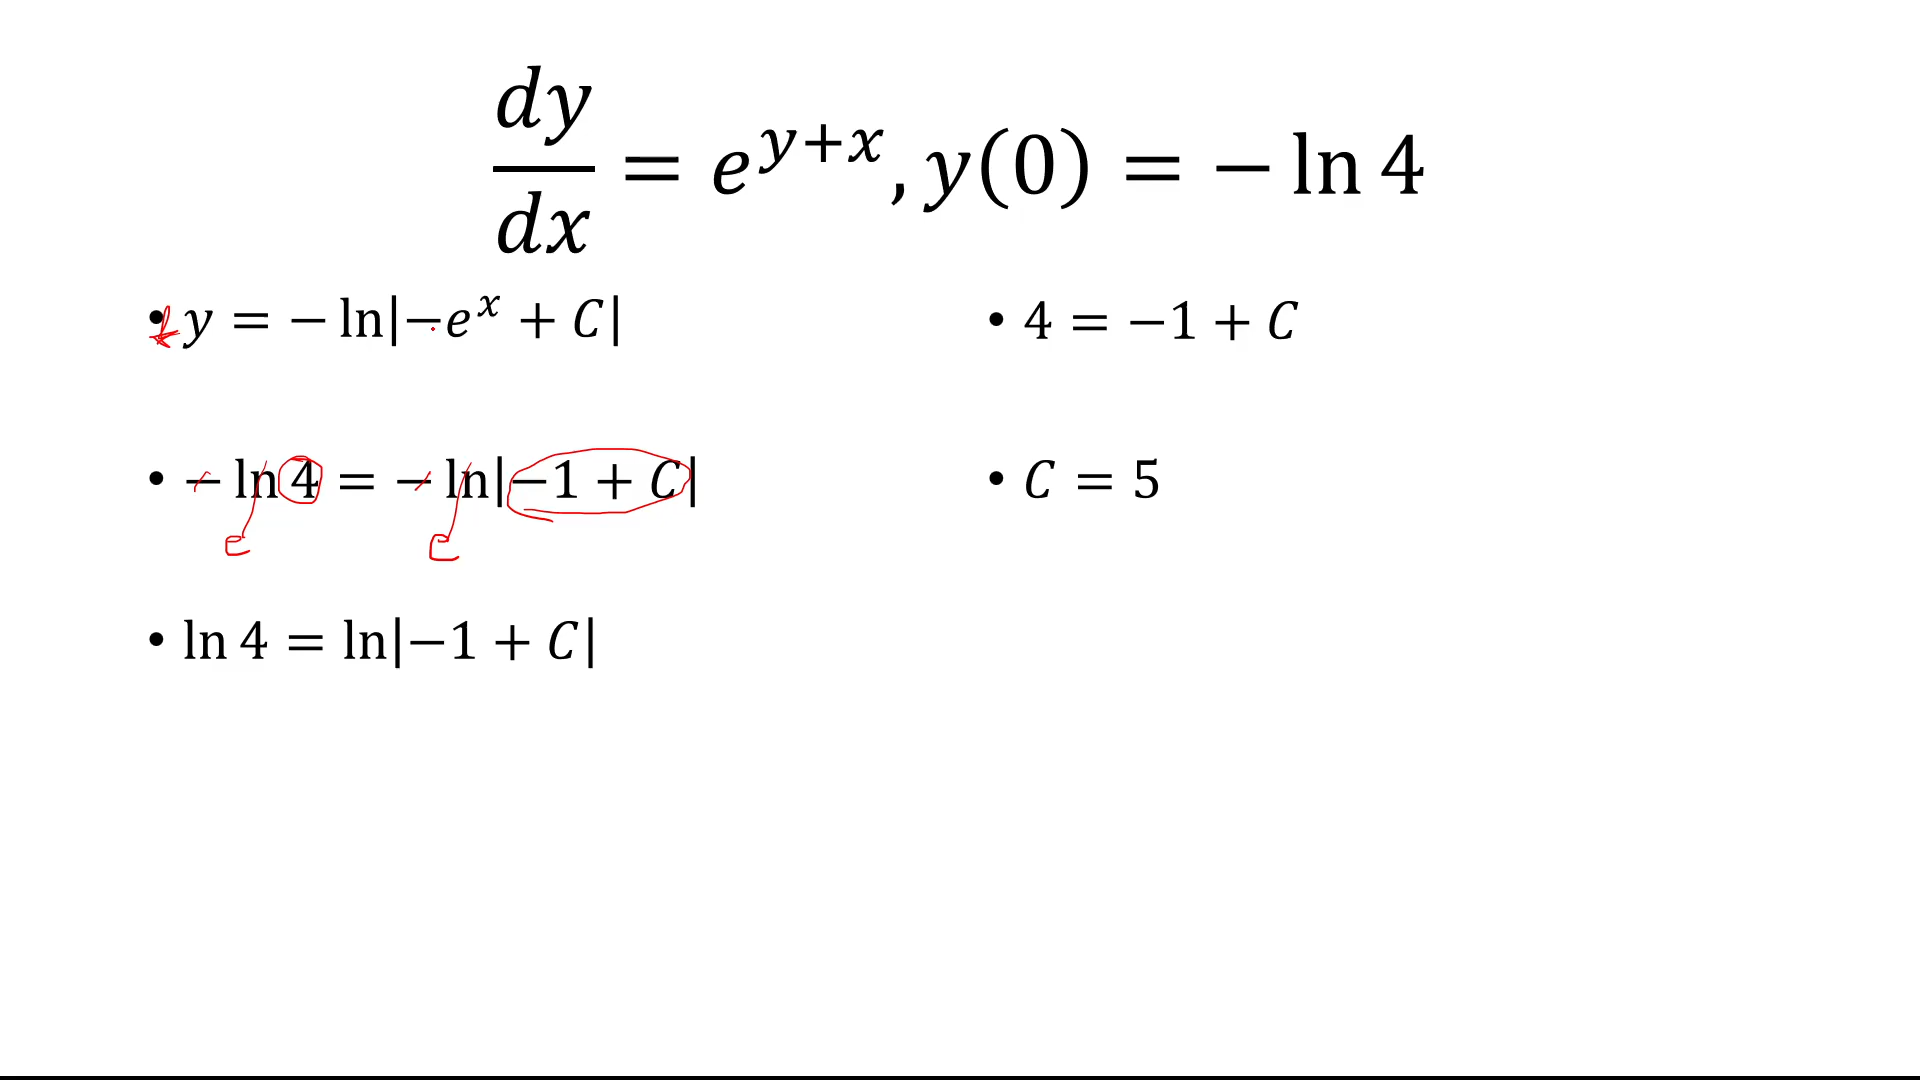 dy/dx = e^{y+x}, y(0) = − ln 4
• y = − ln|−e^x + C|
• − ln 4 = − ln|−1 + C|
e e
• ln 4 = ln|−1 + C|
• 4 = −1 + C
• C = 5